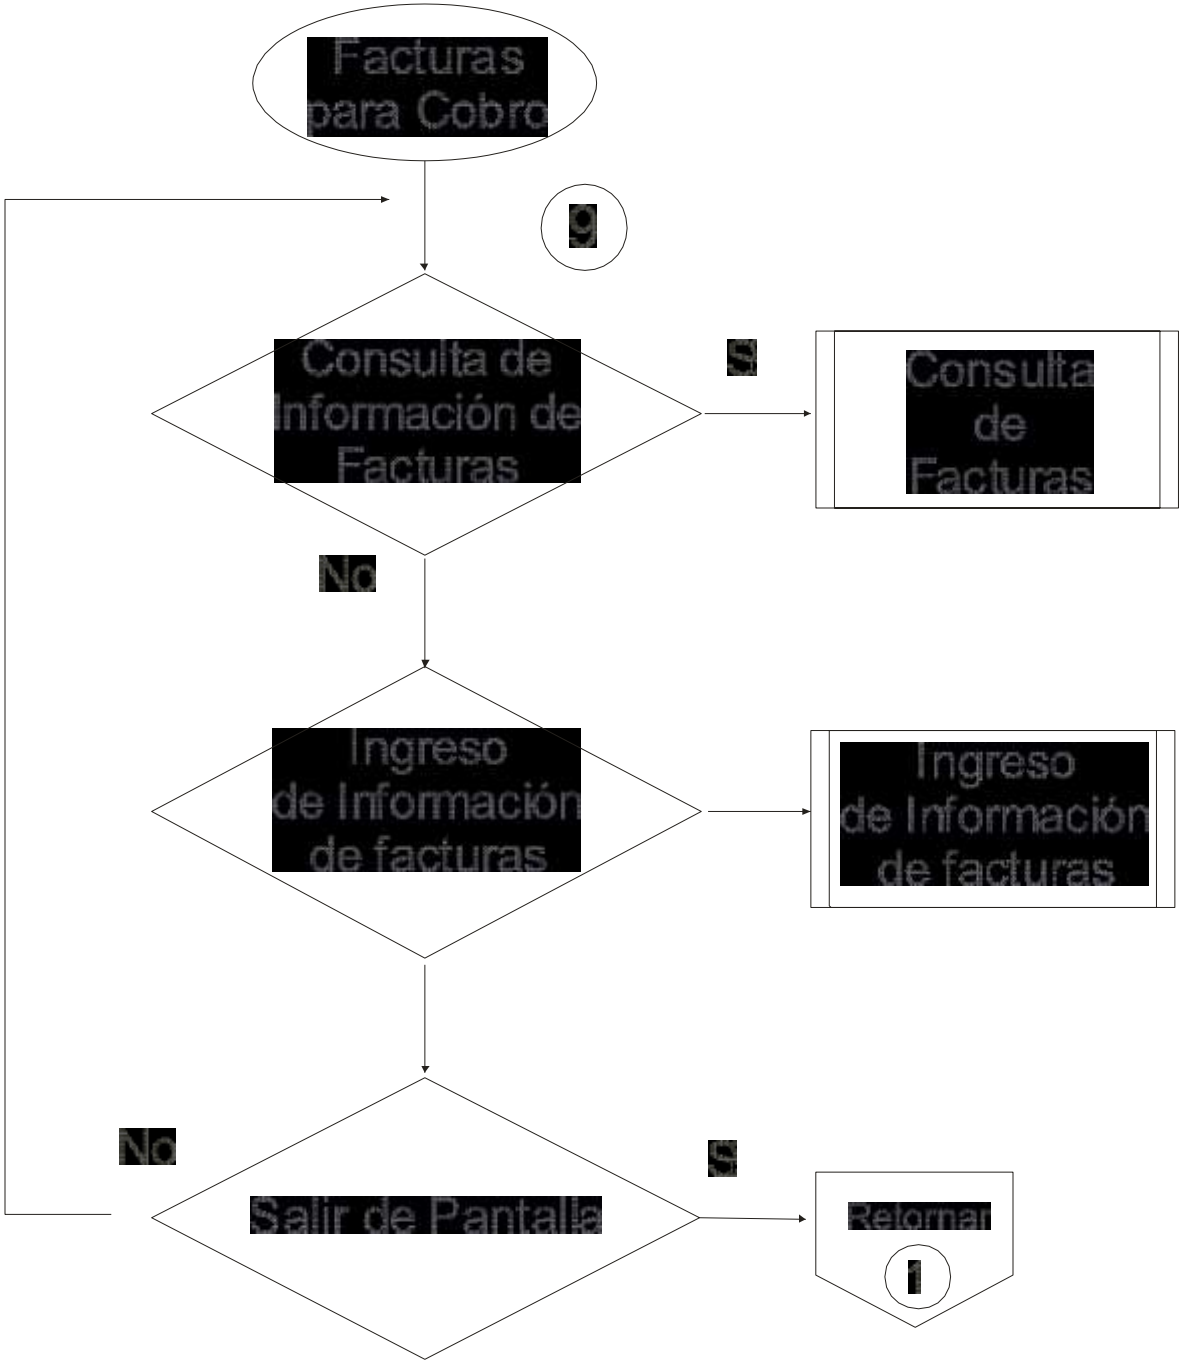 Facturas
para Cobro
9
Consulta de
Información de
Facturas
S
Consulta
de
Facturas
No
Ingreso
de Información
de facturas
Ingreso
de Información
de facturas
No
S
Salir de Pantalla
Retornar
1